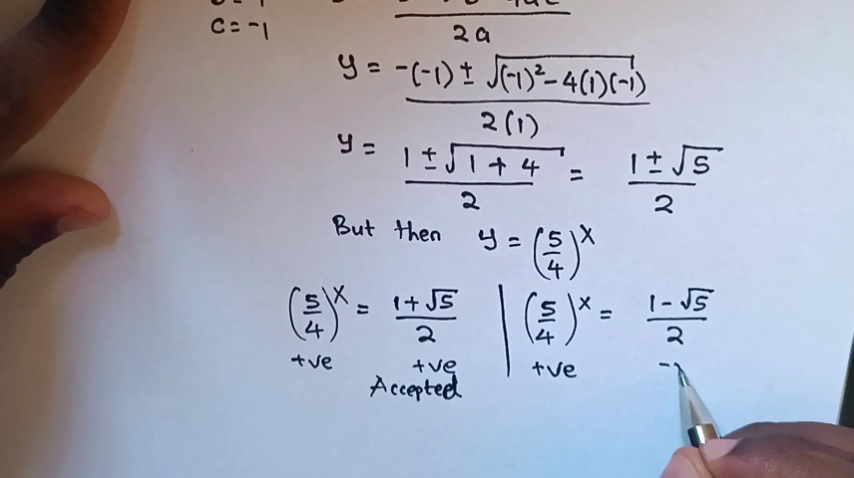 c = -1
2a
y = -(-1) ± √(-1)² - 4(1)(-1)
2(1)
y = 1 ± √1 + 4 = 1 ± √5
2 2
But then y = (5/4)^x
(5/4)^x = 1 + √5 | (5/4)^x = 1 - √5
2 2
+ve +ve +ve -
Accepted